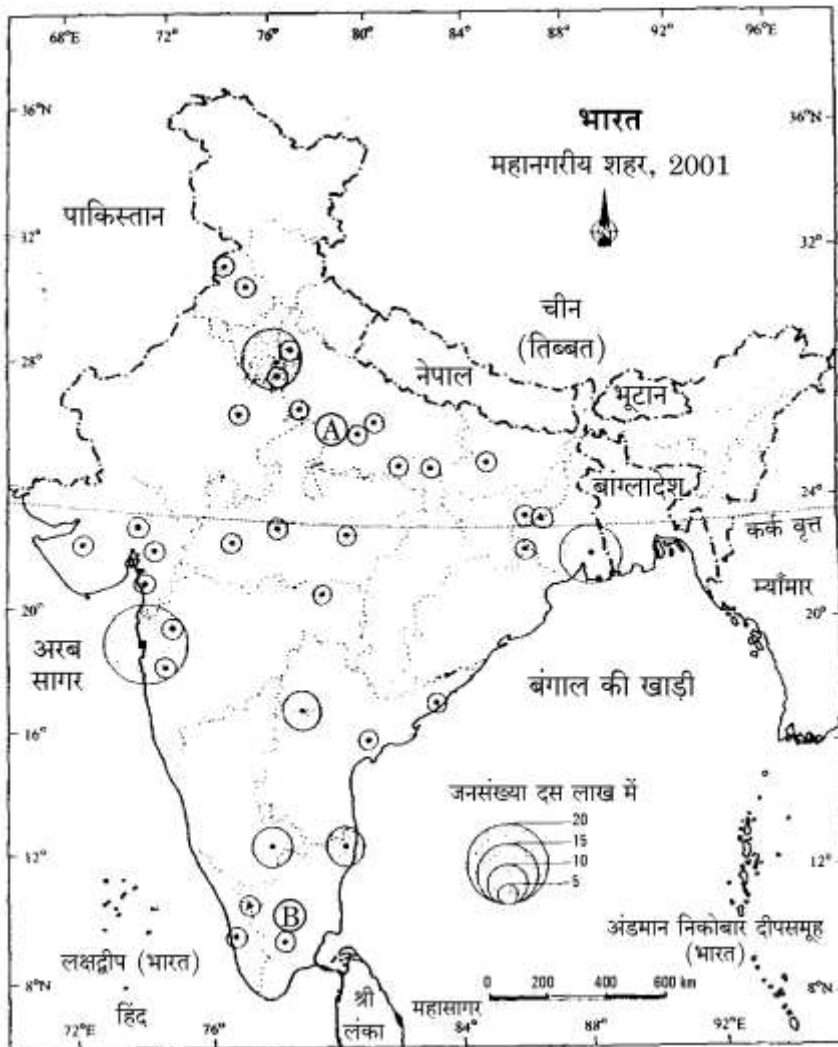 68°E 72° 76° 80° 84° 88° 92° 96°E
36°N 36°N
भारत
महानगरीय शहर, 2001
N
पाकिस्तान
32° 32°
चीन
(तिब्बत)
28° 28°
नेपाल
भूटान
A
बांग्लादेश
24° 24°
कर्क वृत्त
म्याँमार
20° 20°
अरब
सागर
बंगाल की खाड़ी
16° 16°
जनसंख्या दस लाख में
20
15
10
5
12° 12°
B
लक्षद्वीप (भारत)
अंडमान निकोबार दीपसमूह
(भारत)
8°N 8°N
हिंद
श्री
लंका
महासागर
0 200 400 600 km
72°E 76° 84° 88° 92°E